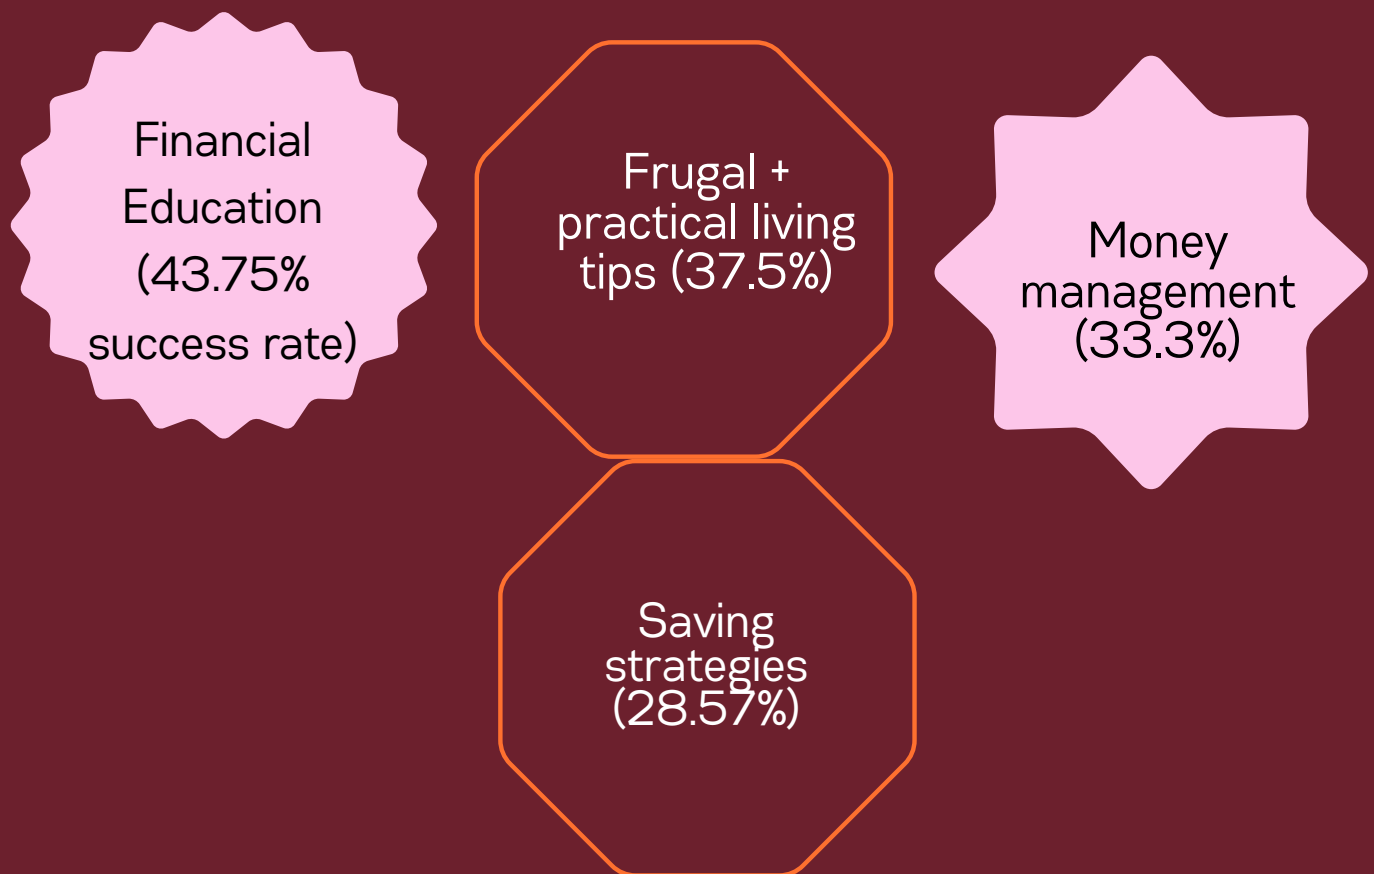 Financial
Education
(43.75%
success rate)
Frugal +
practical living
tips (37.5%)
Money
management
(33.3%)
Saving
strategies
(28.57%)